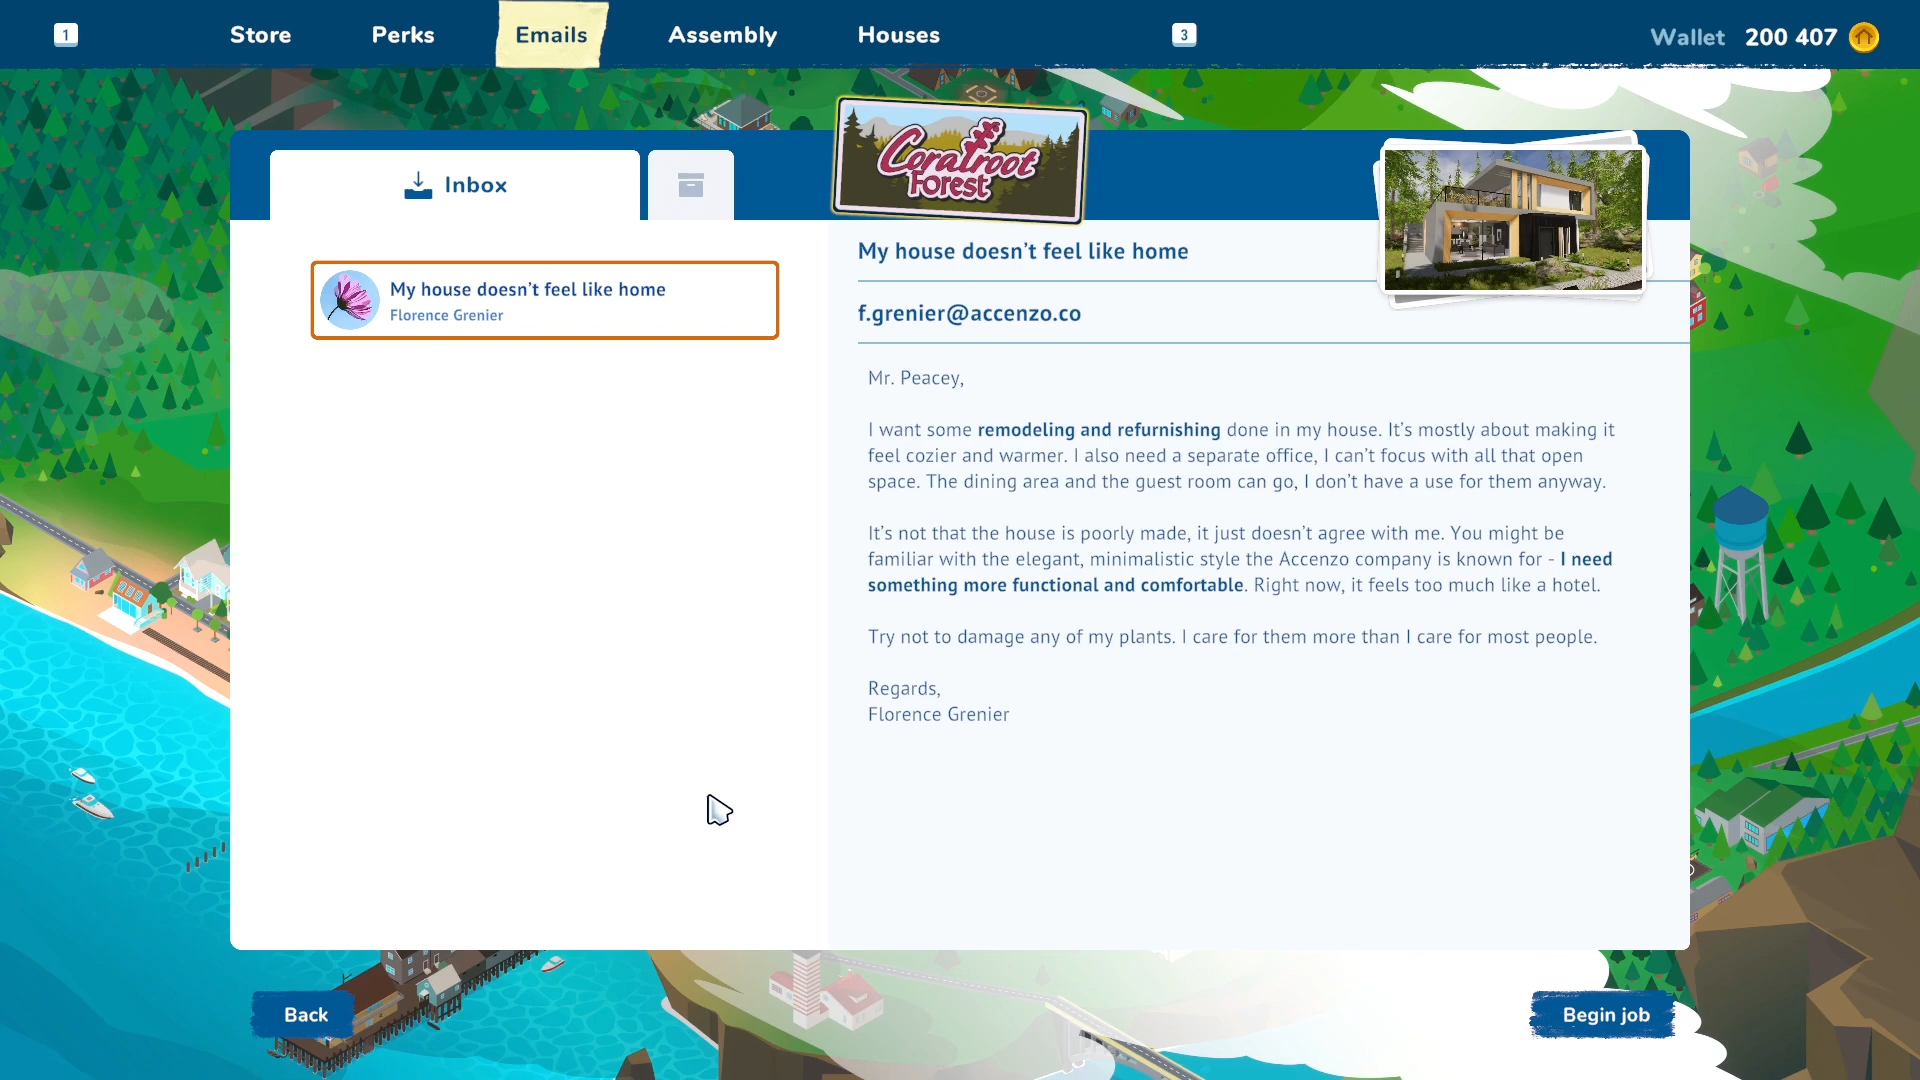 1
Store
Perks
Emails
Assembly
Houses
3
Wallet 200 407
Inbox
Coralroot
Forest
My house doesn't feel like home
Florence Grenier
My house doesn't feel like home
f.grenier@accenzo.co
Mr. Peacey,
I want some remodeling and refurnishing done in my house. It's mostly about making it
feel cozier and warmer. I also need a separate office, I can't focus with all that open
space. The dining area and the guest room can go, I don't have a use for them anyway.
It's not that the house is poorly made, it just doesn't agree with me. You might be
familiar with the elegant, minimalistic style the Accenzo company is known for - I need
something more functional and comfortable. Right now, it feels too much like a hotel.
Try not to damage any of my plants. I care for them more than I care for most people.
Regards,
Florence Grenier
Back
Begin job